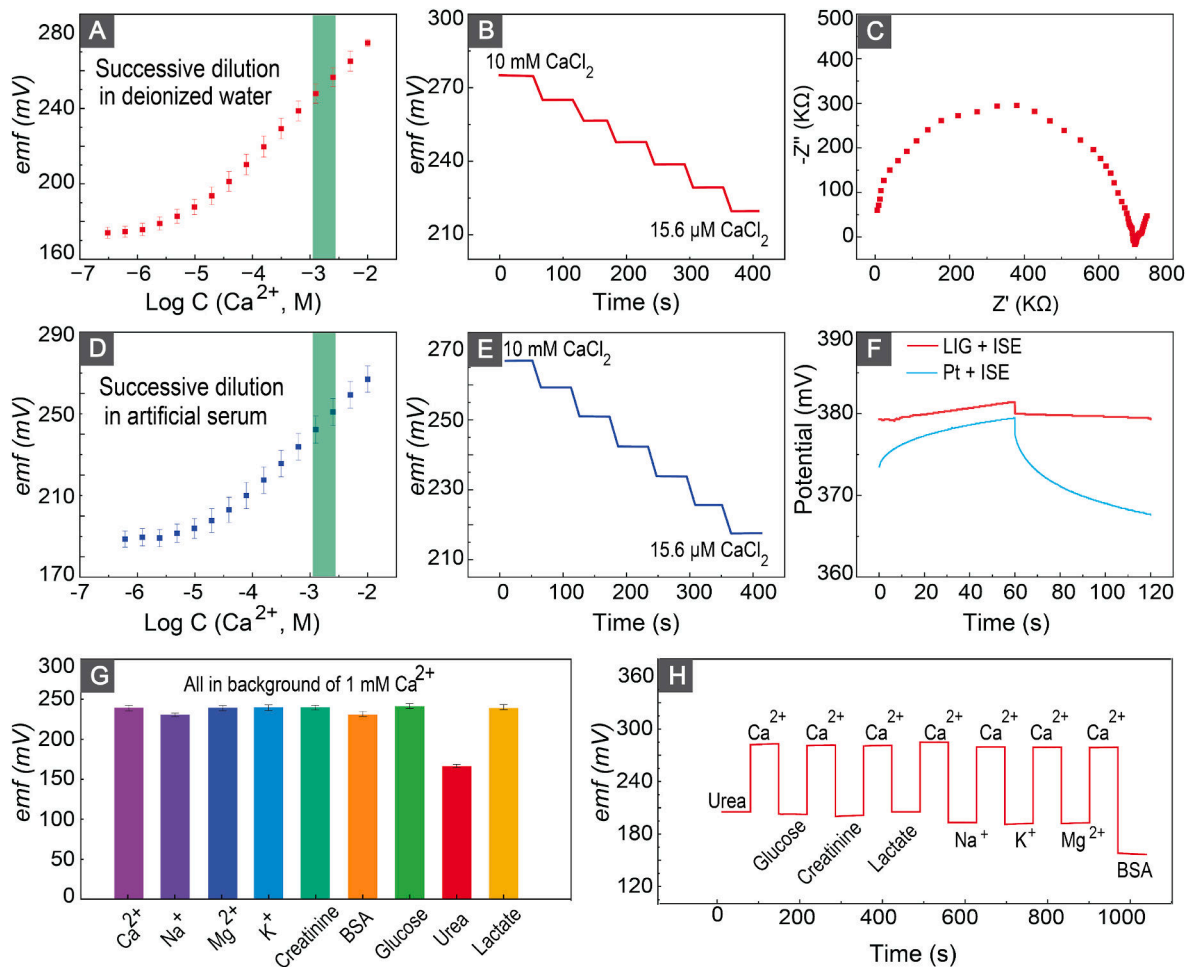 A
Successive dilution
in deionized water
emf (mV)
280
240
200
160
−7
−6
−5
−4
−3
−2
−1
Log C (Ca²⁺, M)
B
10 mM CaCl₂
15.6 µM CaCl₂
emf (mV)
300
270
240
210
0
100
200
300
400
Time (s)
C
-Z'' (KΩ)
500
400
300
200
100
0
0
200
400
600
800
Z' (KΩ)
D
Successive dilution
in artificial serum
emf (mV)
290
250
210
170
-7
-6
-5
-4
-3
-2
-1
Log C (Ca²⁺, M)
E
10 mM CaCl₂
15.6 µM CaCl₂
emf (mV)
270
250
230
210
0
100
200
300
400
Time (s)
F
LIG + ISE
Pt + ISE
Potential (mV)
390
380
370
360
0
20
40
60
80
100
120
Time (s)
G
All in background of 1 mM Ca²⁺
emf (mV)
300
250
200
150
100
50
0
Ca²⁺
Na⁺
Mg²⁺
K⁺
Creatinine
BSA
Glucose
Urea
Lactate
H
emf (mV)
360
300
240
180
120
Ca²⁺ Ca²⁺ Ca²⁺ Ca²⁺ Ca²⁺ Ca²⁺ Ca²⁺
Urea
Glucose
Creatinine
Lactate
Na⁺
K⁺
Mg²⁺
BSA
0
200
400
600
800
1000
Time (s)